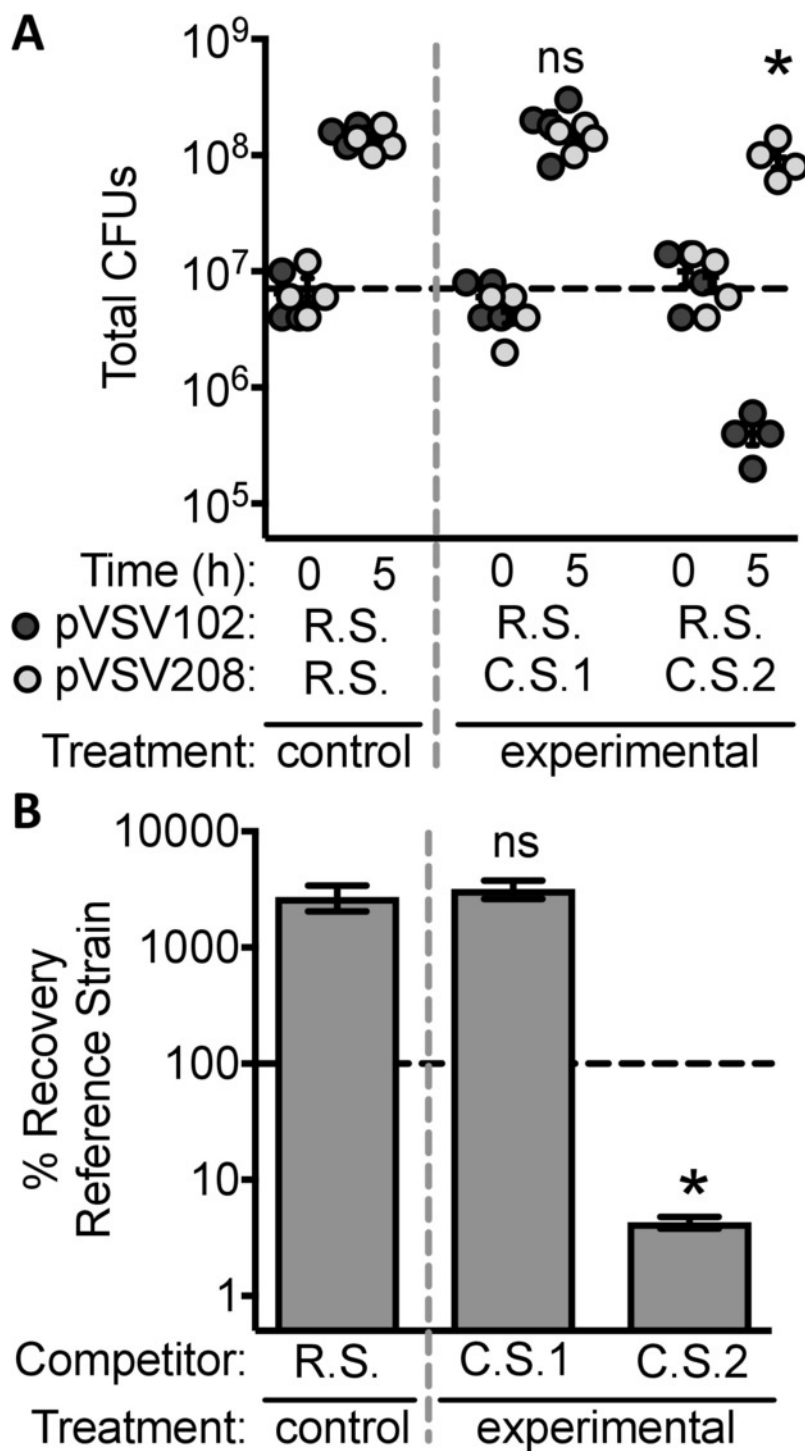 A
10⁹
10⁸
10⁷
10⁶
10⁵
Total CFUs
ns
*
Time (h): 0 5 0 5 0 5
pVSV102: R.S. R.S. R.S.
pVSV208: R.S. C.S.1 C.S.2
Treatment: control experimental
B
10000
1000
100
10
1
% Recovery
Reference Strain
ns
*
Competitor: R.S. C.S.1 C.S.2
Treatment: control experimental